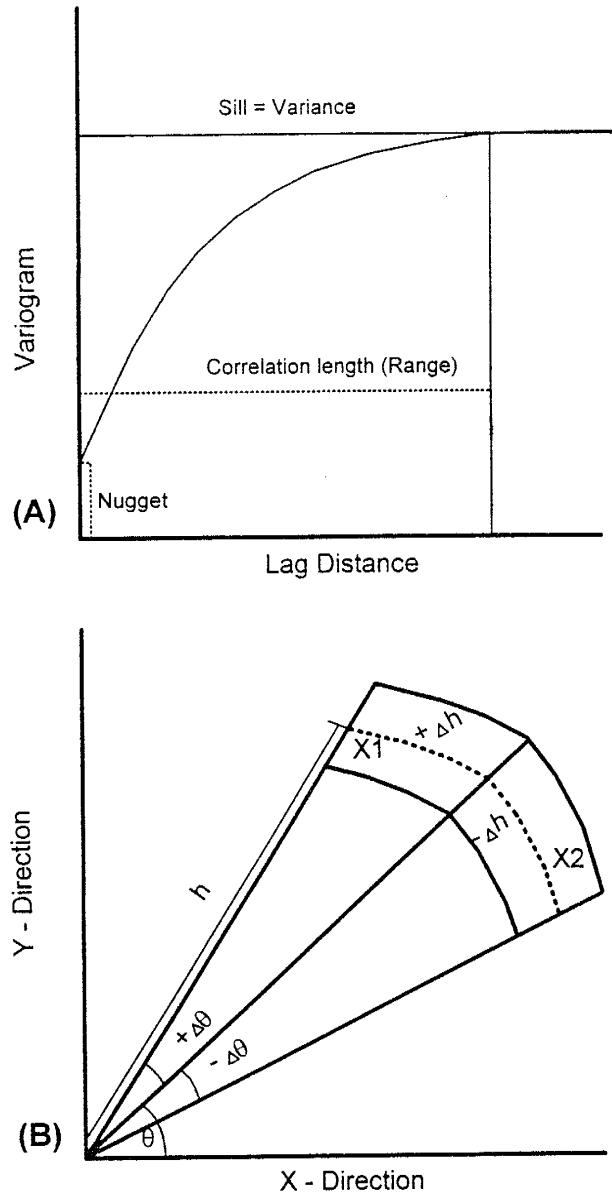 Sill = Variance
Variogram
Correlation length (Range)
Nugget
(A)
Lag Distance
+ Δh
X1
- Δh
X2
h
Y - Direction
+ Δθ
- Δθ
θ
(B)
X - Direction